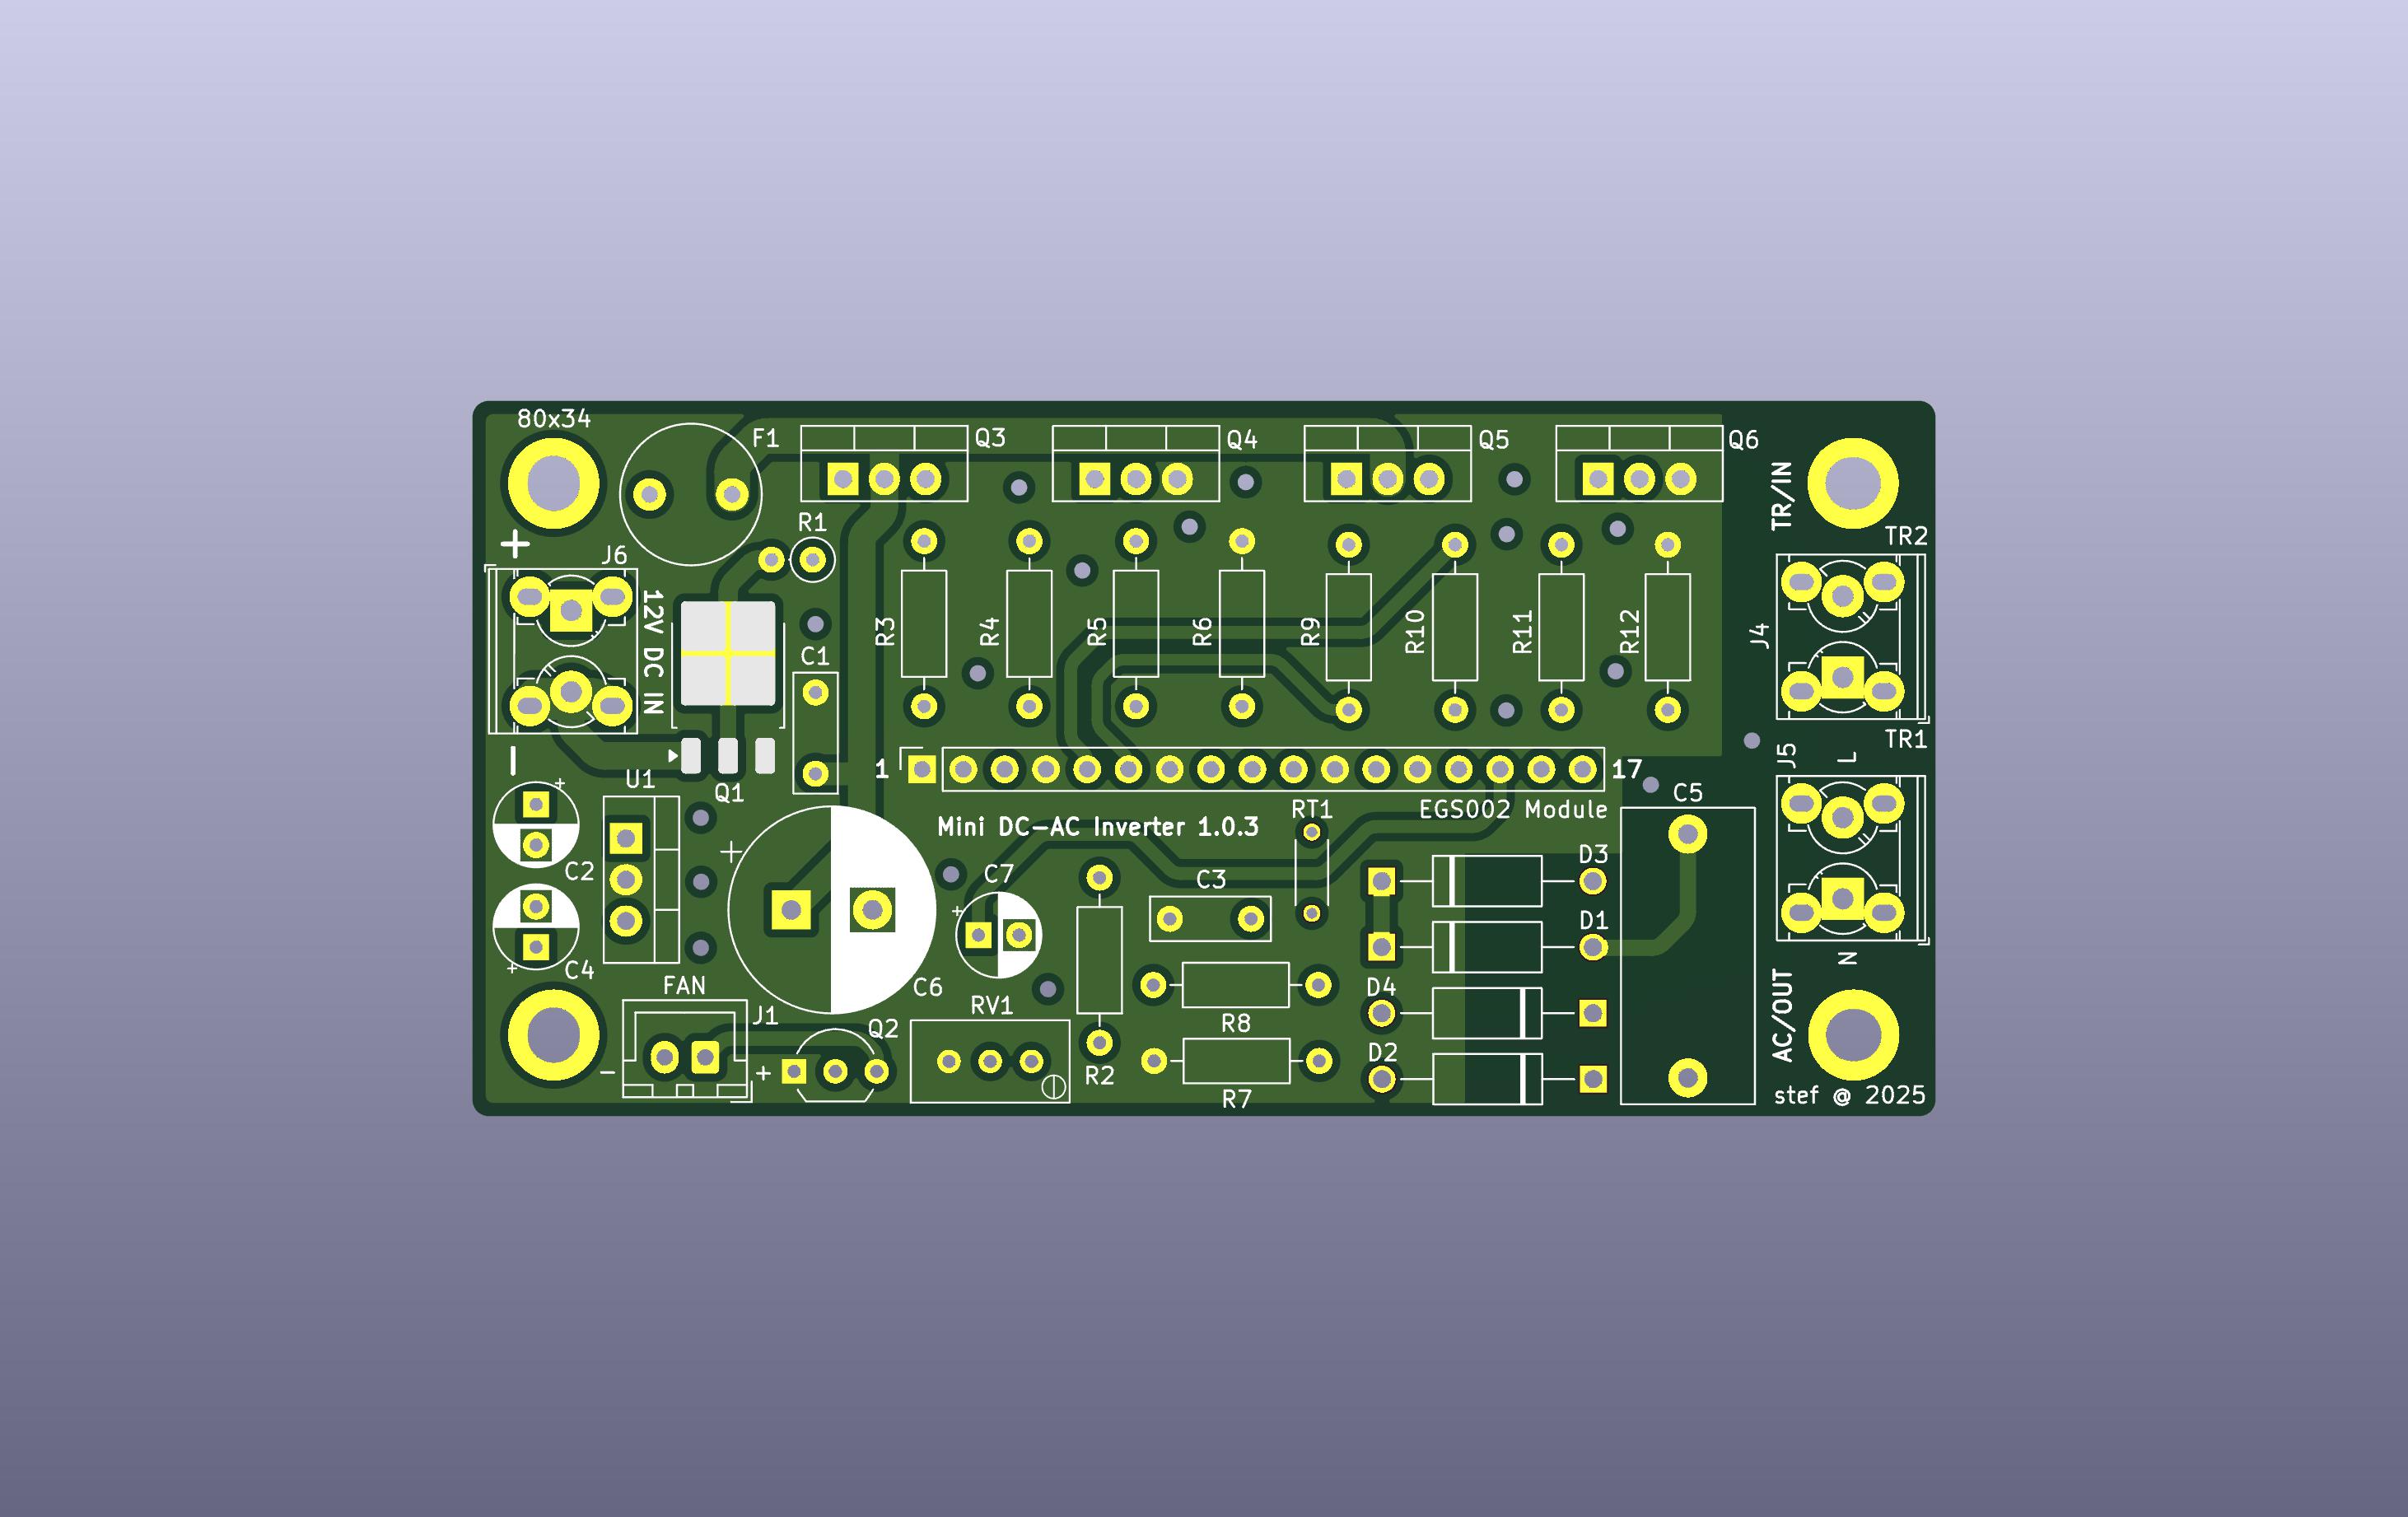 80x34
F1
Q3
Q4
Q5
Q6
TR/IN
R1
TR2
+
J6
12V DC IN
R3
R4
R5
R6
R9
R10
R11
R12
J4
C1
TR1
−
J5
L
U1
Q1
1
17
RT1
EGS002 Module
C5
Mini DC-AC Inverter 1.0.3
+
+
C2
C7
C3
D3
+
D1
N
+
C4
FAN
C6
D4
AC/OUT
RV1
J1
Q2
R8
D2
-
+
R2
R7
stef @ 2025